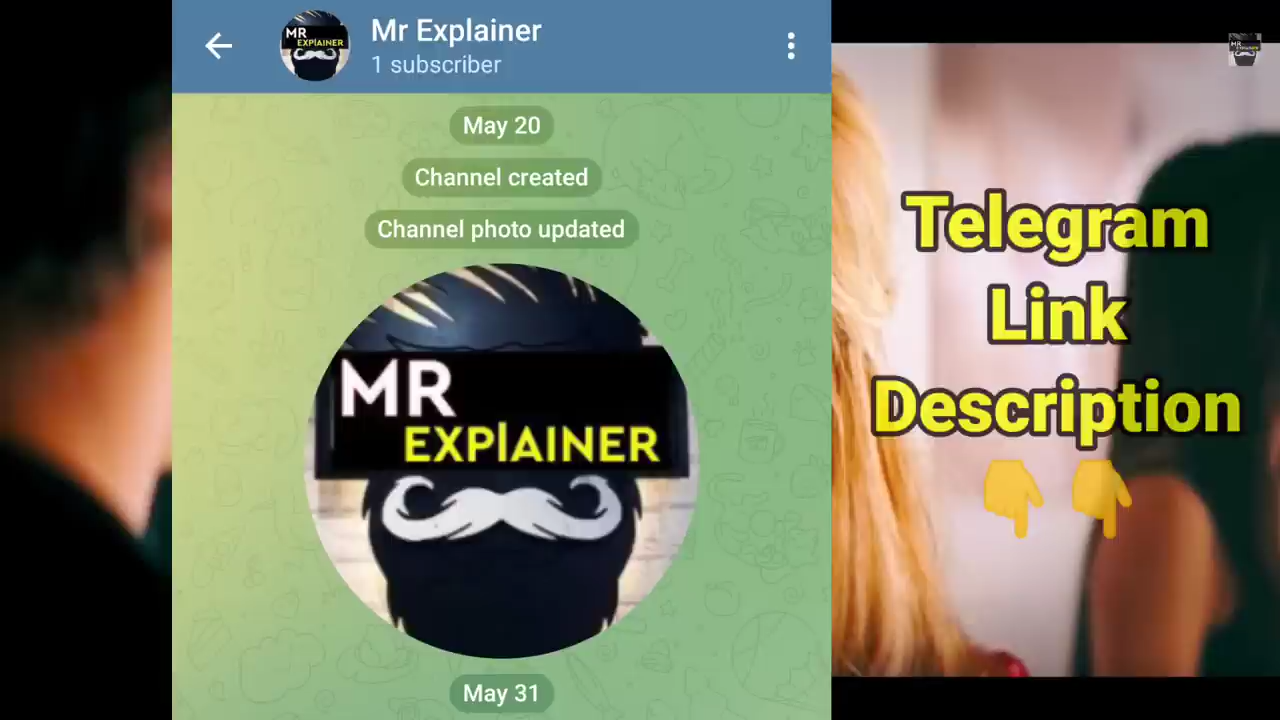 Mr Explainer
1 subscriber
May 20
Channel created
Channel photo updated
MR
EXPlAINER
May 31
Telegram
Link
Description
👇👇